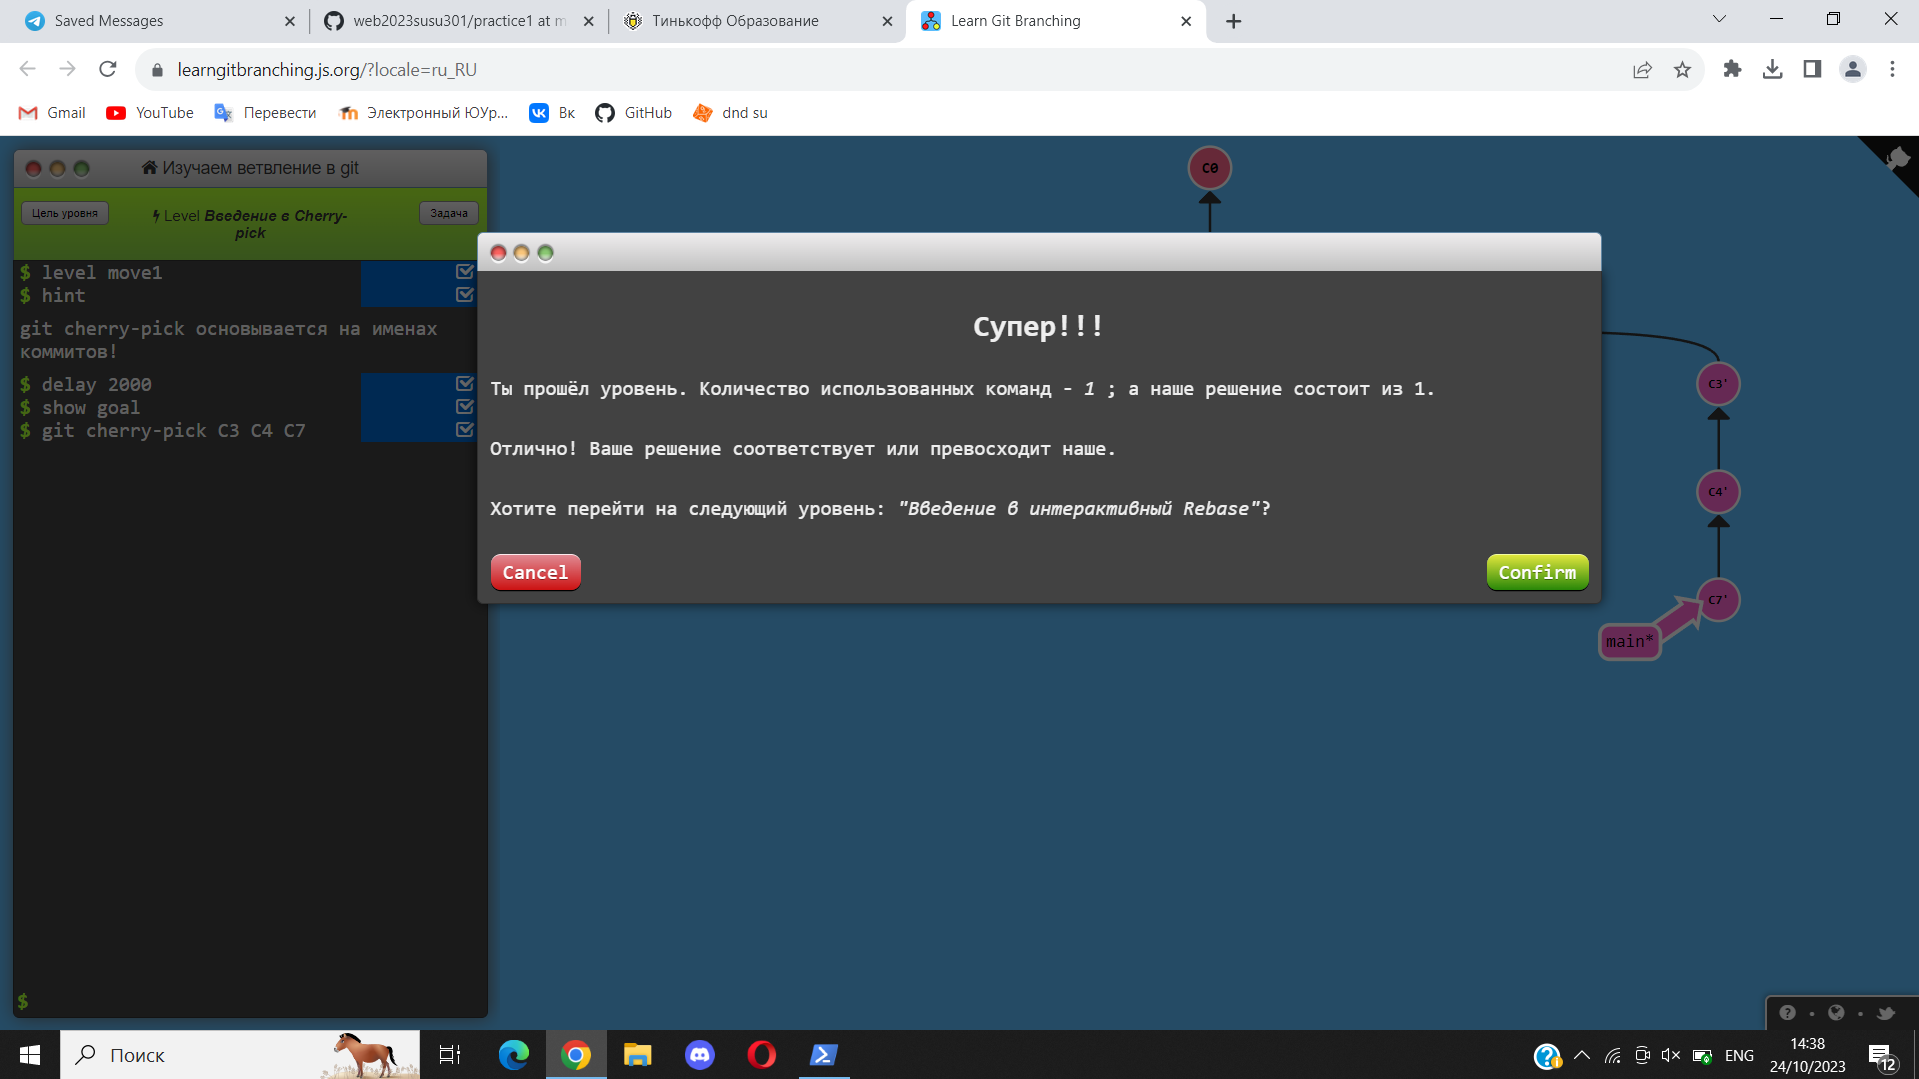 Saved Messages
web2023susu301/practice1 at m
Тинькофф Образование
Learn Git Branching
learngitbranching.js.org/?locale=ru_RU
Gmail
YouTube
Перевести
Электронный ЮУр...
Вк
GitHub
dnd su
Изучаем ветвление в git
Цель уровня
Level Введение в Cherry-
pick
Задача
$ level move1
$ hint
git cherry-pick основывается на именах
коммитов!
$ delay 2000
$ show goal
$ git cherry-pick C3 C4 C7
$
C0
Супер!!!
Ты прошёл уровень. Количество использованных команд - 1 ; а наше решение состоит из 1.
Отлично! Ваше решение соответствует или превосходит наше.
Хотите перейти на следующий уровень: "Введение в интерактивный Rebase"?
Cancel
Confirm
C3'
C4'
C7'
main*
Поиск
ENG
14:38
24/10/2023
12